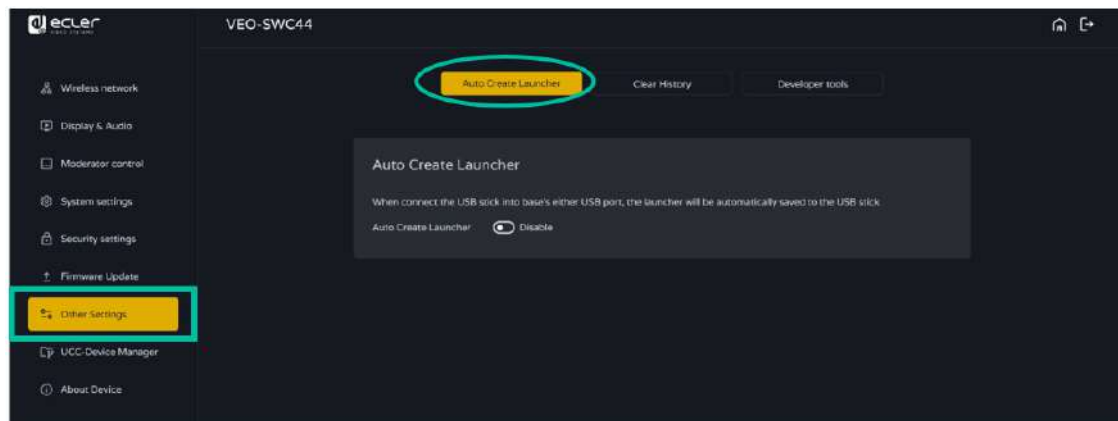 ecler
VEO-SWC44
Wireless network
Display & Audio
Moderator control
System settings
Security settings
Firmware Update
Other Settings
UCC-Device Manager
About Device
Auto Create Launcher
Clear History
Developer tools
Auto Create Launcher
When connect the USB stick into base's either USB port, the launcher will be automatically saved to the USB stick
Auto Create Launcher
Disable